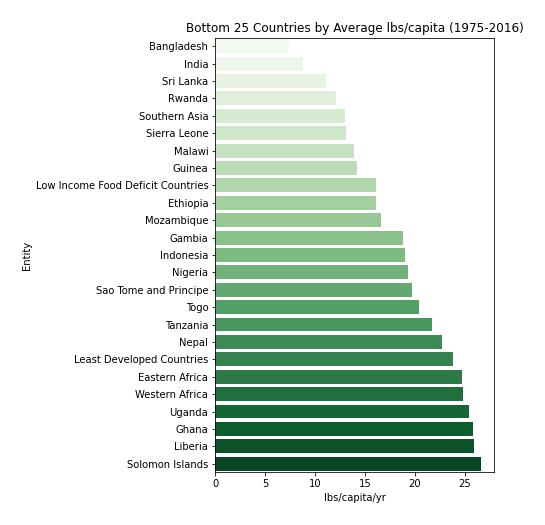 Bottom 25 Countries by Average lbs/capita (1975-2016)
Bangladesh
India
Sri Lanka
Rwanda
Southern Asia
Sierra Leone
Malawi
Guinea
Low Income Food Deficit Countries
Ethiopia
Mozambique
Gambia
Indonesia
Nigeria
Sao Tome and Principe
Togo
Tanzania
Nepal
Least Developed Countries
Eastern Africa
Western Africa
Uganda
Ghana
Liberia
Solomon Islands
Entity
0 5 10 15 20 25
lbs/capita/yr